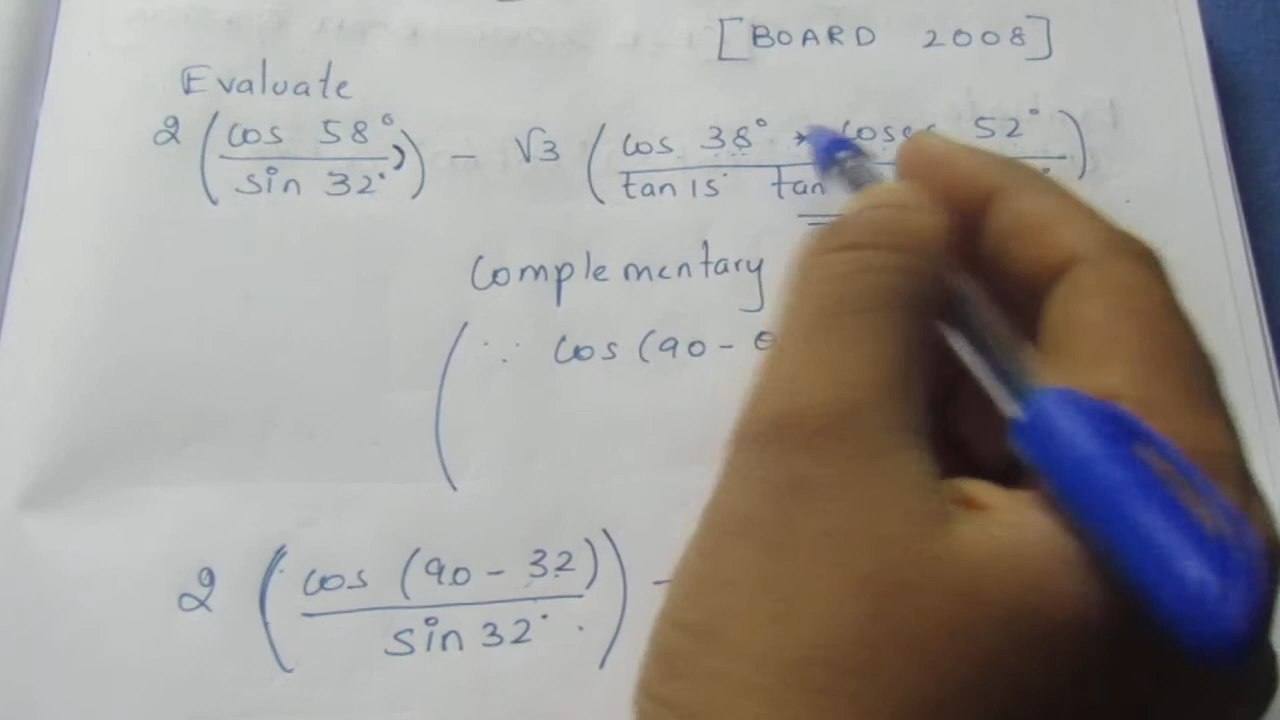 [BOARD 2008]
Evaluate
2 (cos 58° / sin 32°) - √3 (cos 38° × 52° / tan 15° tan
Complementary
(∵ cos (90 - θ
2 (cos (90 - 32) / sin 32°) -